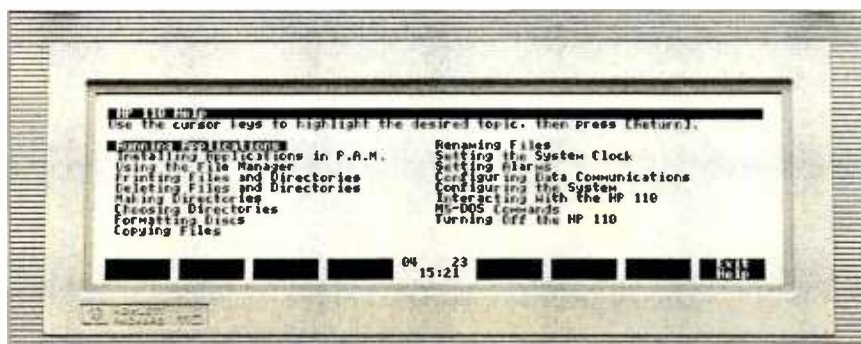 HP 110 Help
Use the cursor keys to highlight the desired topic, then press [Return].
Running Applications
Installing Applications in P.A.M.
Using the File Manager
Printing Files and Directories
Deleting Files and Directories
Making Directories
Choosing Directories
Formatting Discs
Copying Files
Renaming Files
Setting the System Clock
Setting Alarms
Configuring Data Communications
Configuring the System
Interacting with the HP 110
MS-DOS Commands
Turning Off the HP 110
04 23
15:21
Exit
Help
HEWLETT
PACKARD